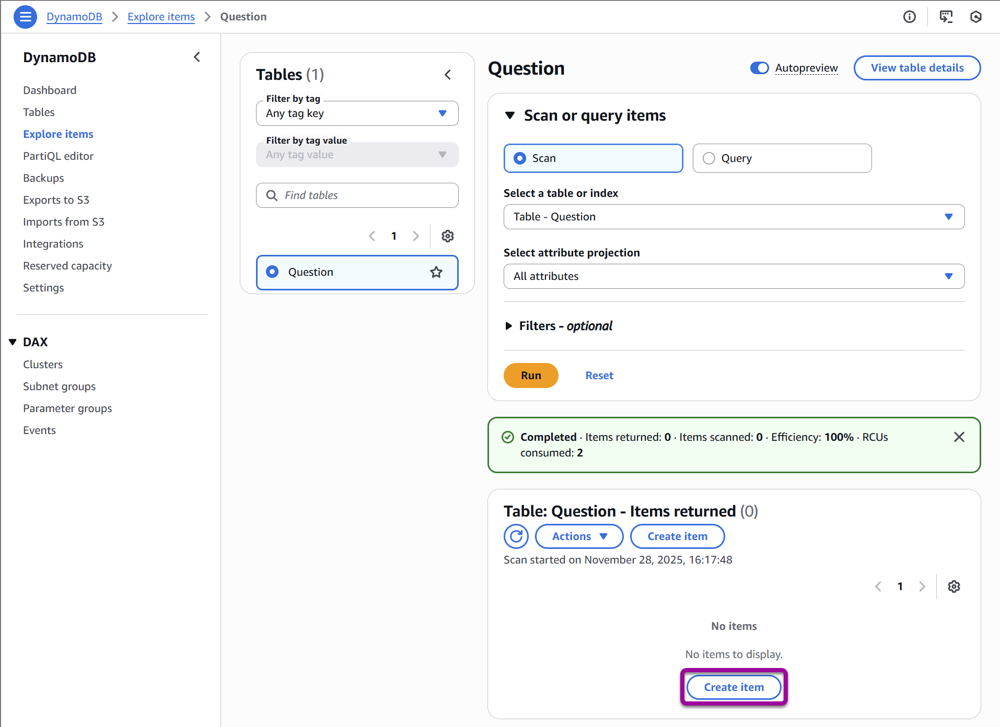 DynamoDB > Explore items > Question
DynamoDB
Dashboard
Tables
Explore items
PartiQL editor
Backups
Exports to S3
Imports from S3
Integrations
Reserved capacity
Settings
DAX
Clusters
Subnet groups
Parameter groups
Events
Tables (1)
Filter by tag
Any tag key
Filter by tag value
Any tag value
Find tables
1
Question
Question
Autopreview
View table details
Scan or query items
Scan
Query
Select a table or index
Table - Question
Select attribute projection
All attributes
Filters - optional
Run
Reset
Completed · Items returned: 0 · Items scanned: 0 · Efficiency: 100% · RCUs
consumed: 2
Table: Question - Items returned (0)
Actions
Create item
Scan started on November 28, 2025, 16:17:48
1
No items
No items to display.
Create item